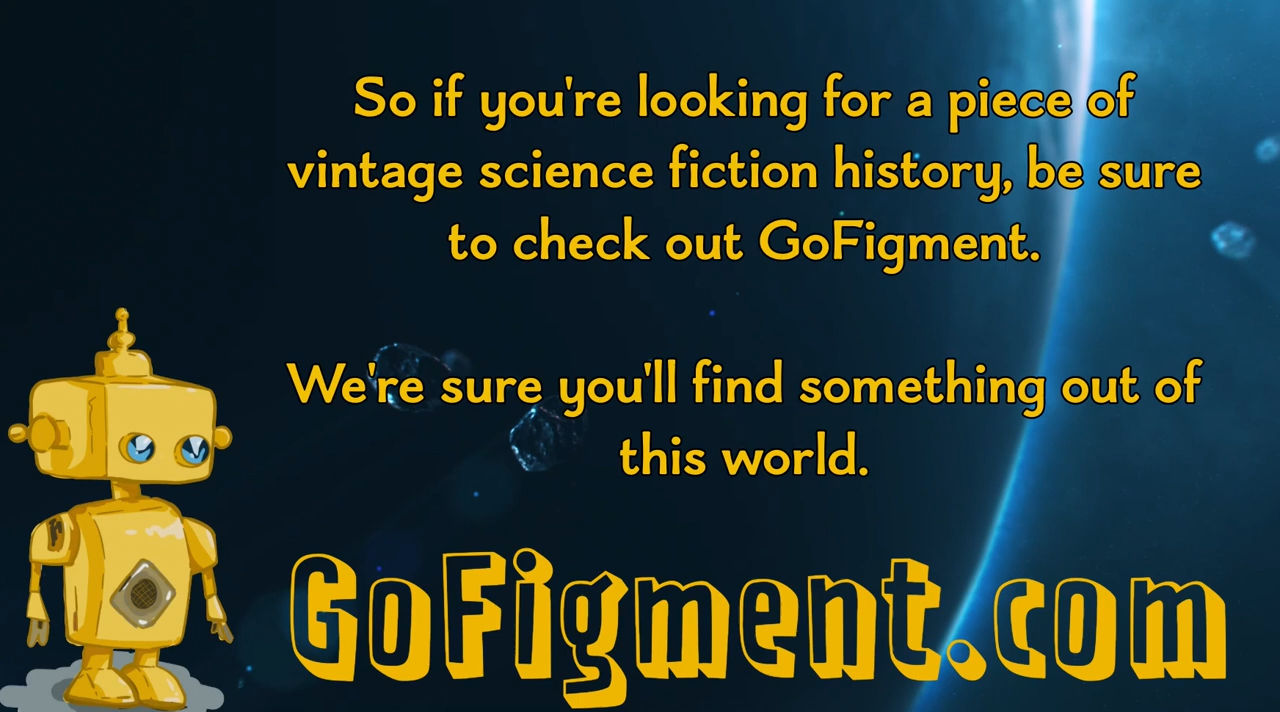 So if you're looking for a piece of
vintage science fiction history, be sure
to check out GoFigment.
We're sure you'll find something out of
this world.
GoFigment.com